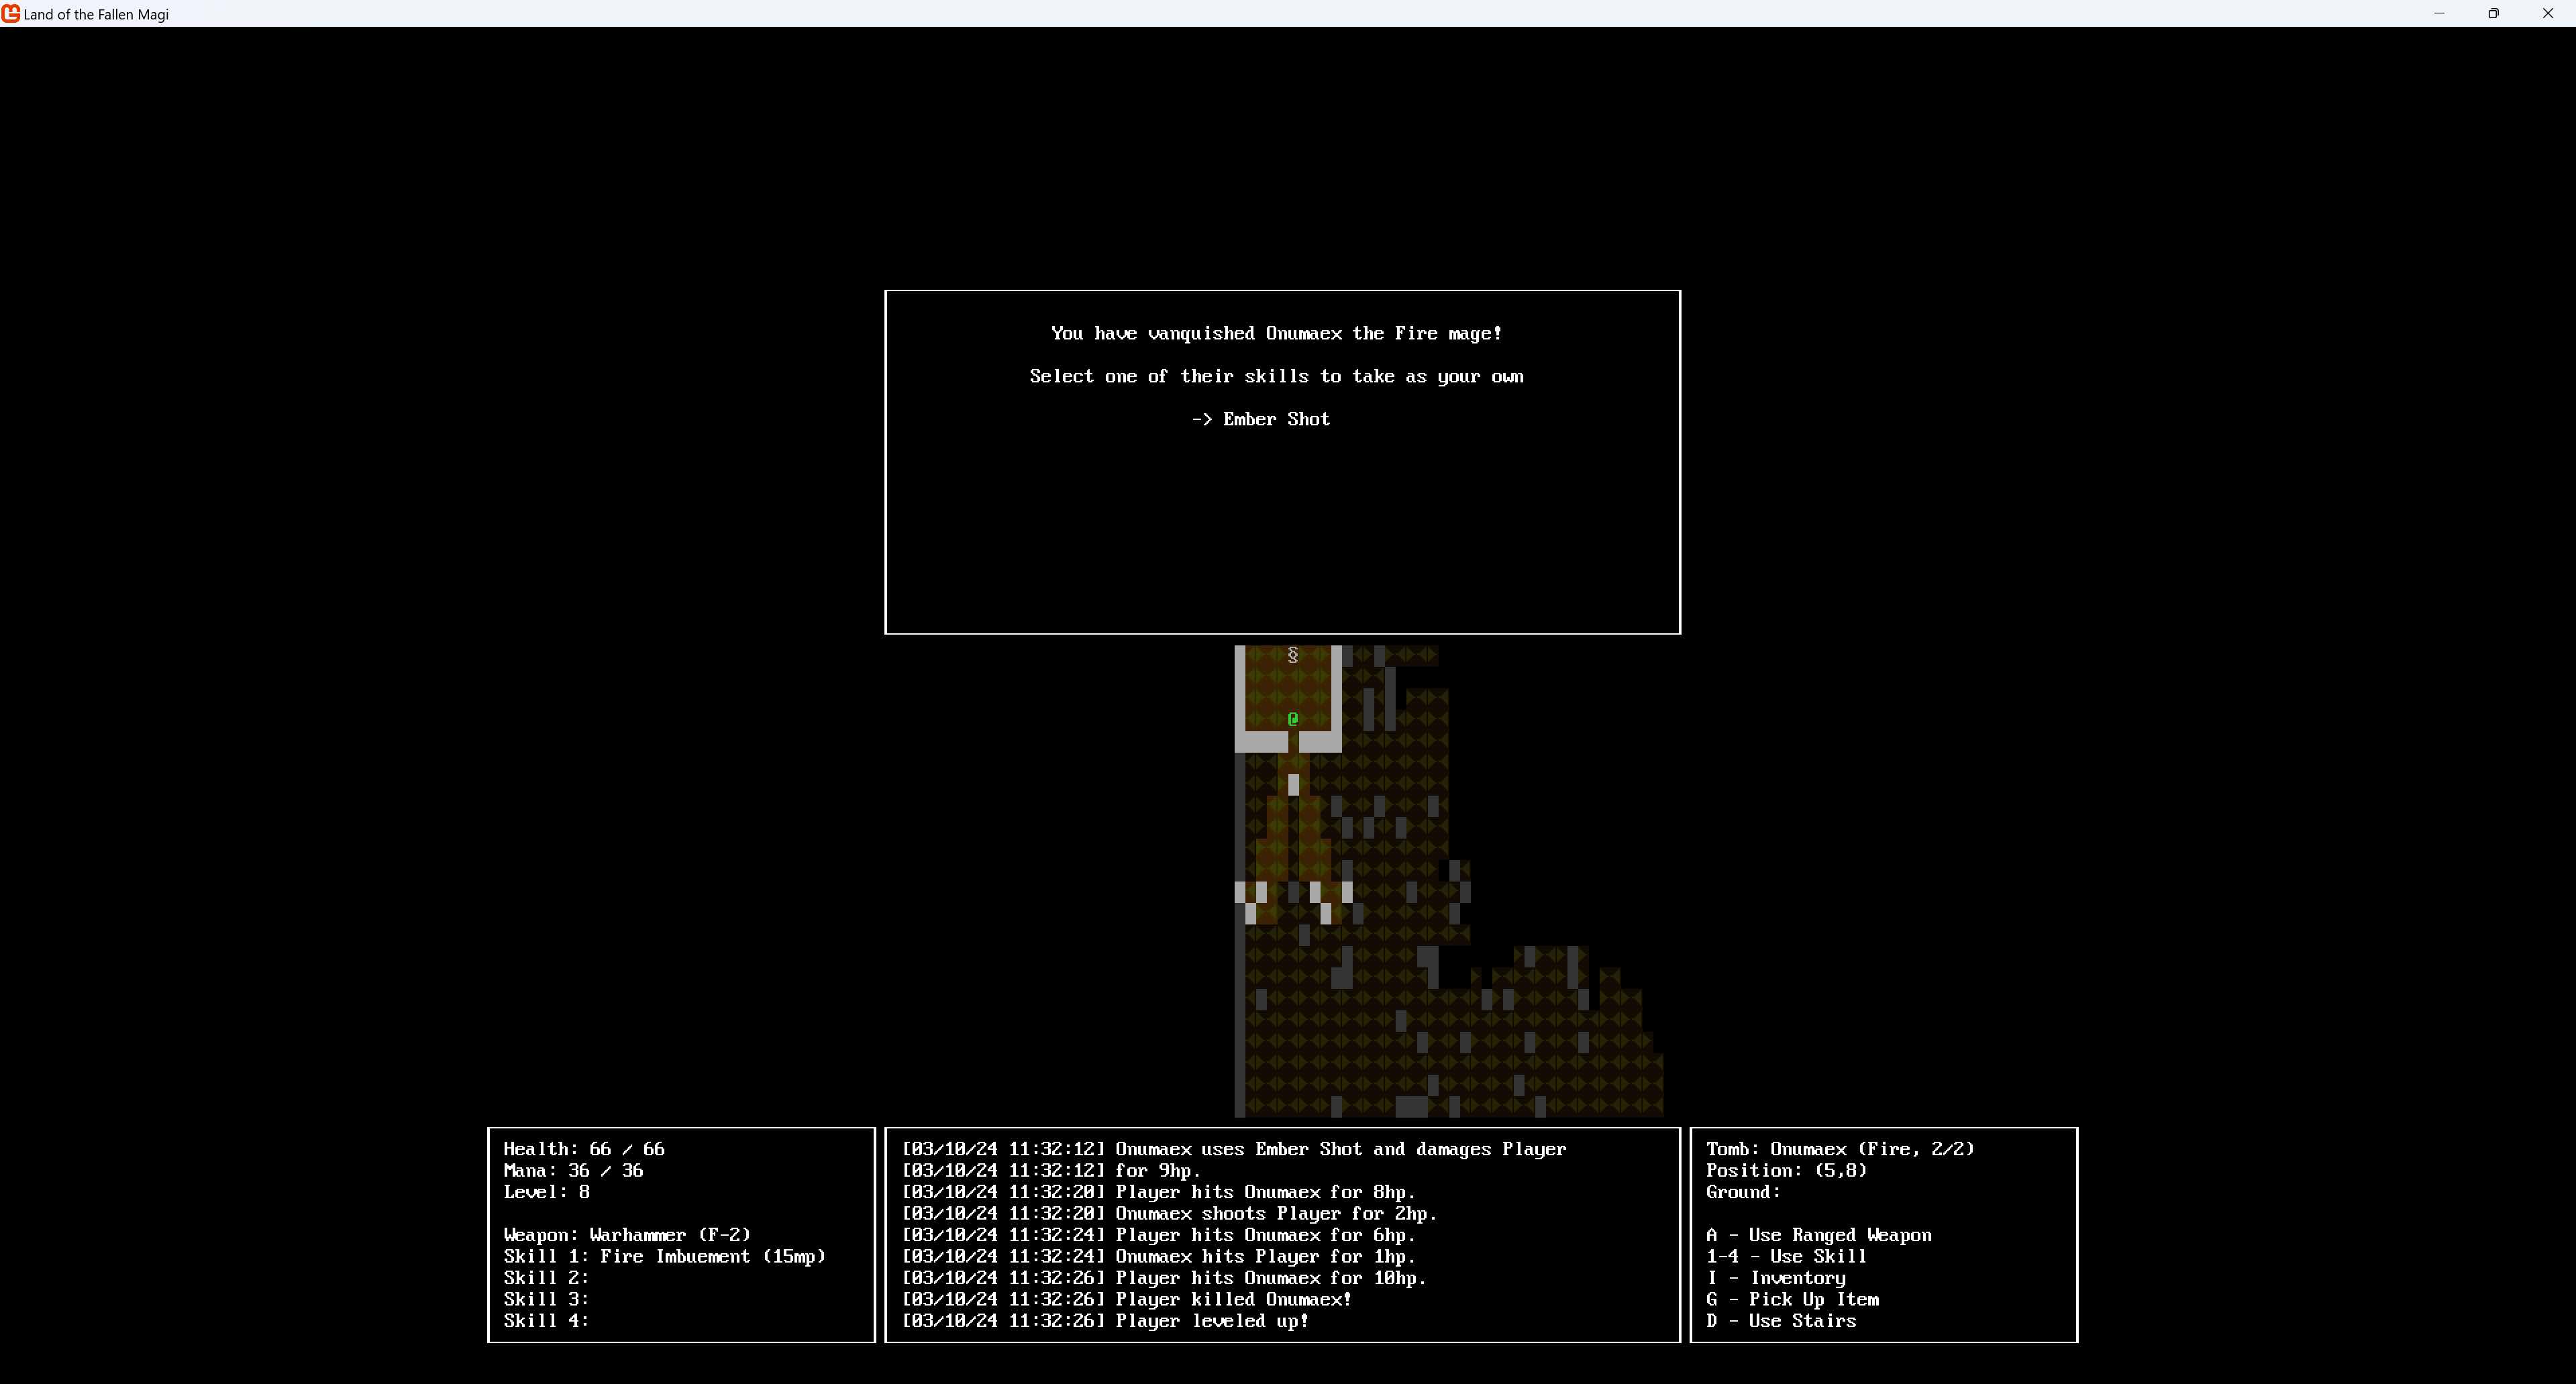 Land of the Fallen Magi
You have vanquished Onumaex the Fire mage!
Select one of their skills to take as your own
-> Ember Shot
§
@
Health: 66 / 66
Mana: 36 / 36
Level: 8
Weapon: Warhammer (F-2)
Skill 1: Fire Imbuement (15mp)
Skill 2:
Skill 3:
Skill 4:
[03/10/24 11:32:12] Onumaex uses Ember Shot and damages Player
[03/10/24 11:32:12] for 9hp.
[03/10/24 11:32:20] Player hits Onumaex for 8hp.
[03/10/24 11:32:20] Onumaex shoots Player for 2hp.
[03/10/24 11:32:24] Player hits Onumaex for 6hp.
[03/10/24 11:32:24] Onumaex hits Player for 1hp.
[03/10/24 11:32:26] Player hits Onumaex for 10hp.
[03/10/24 11:32:26] Player killed Onumaex!
[03/10/24 11:32:26] Player leveled up!
Tomb: Onumaex (Fire, 2/2)
Position: (5,8)
Ground:
A - Use Ranged Weapon
1-4 - Use Skill
I - Inventory
G - Pick Up Item
D - Use Stairs